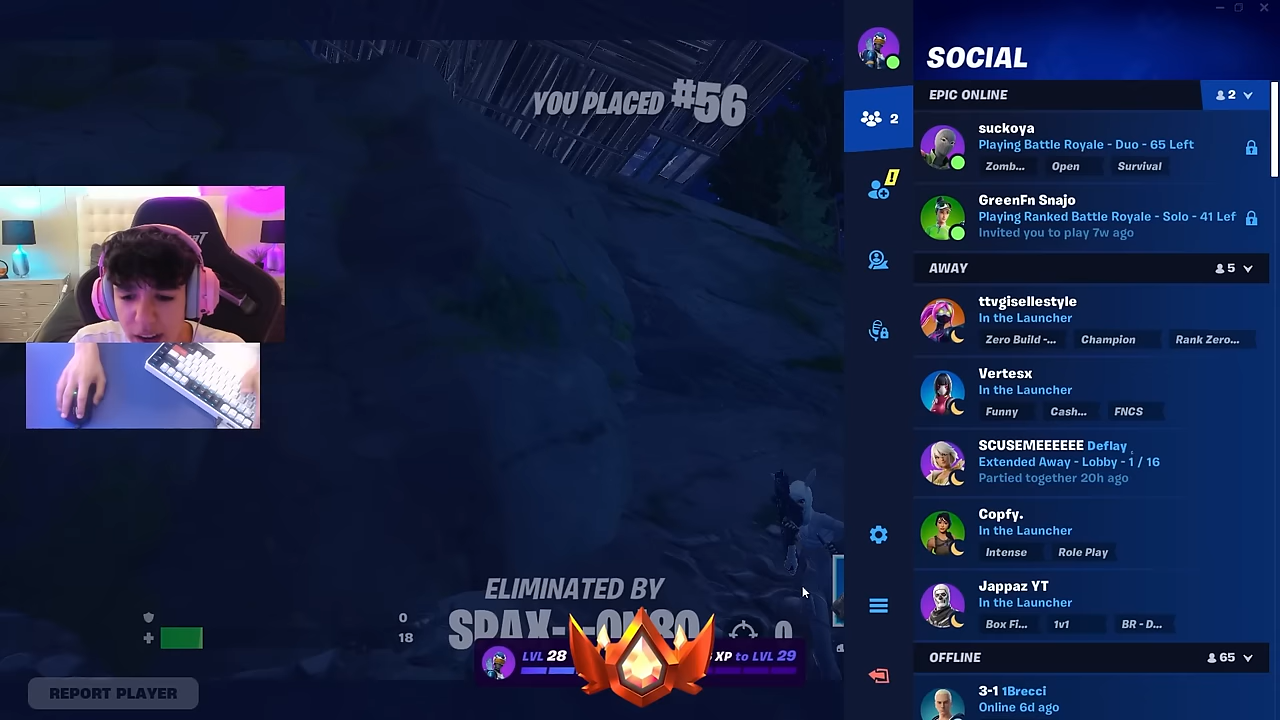 YOU PLACED #56
ELIMINATED BY
0
18
0
LVL 28
XP to LVL 29
REPORT PLAYER
2
SOCIAL
EPIC ONLINE
2
suckoya
Playing Battle Royale - Duo - 65 Left
Zomb... Open Survival
GreenFn Snajo
Playing Ranked Battle Royale - Solo - 41 Lef
Invited you to play 7w ago
AWAY
5
ttvgisellestyle
In the Launcher
Zero Build -... Champion Rank Zero...
Vertesx
In the Launcher
Funny Cash... FNCS
SCUSEMEEEEEE Deflay
Extended Away - Lobby - 1 / 16
Partied together 20h ago
Copfy.
In the Launcher
Intense Role Play
Jappaz YT
In the Launcher
Box Fi... 1v1 BR - D...
OFFLINE
65
3-1 1Brecci
Online 6d ago